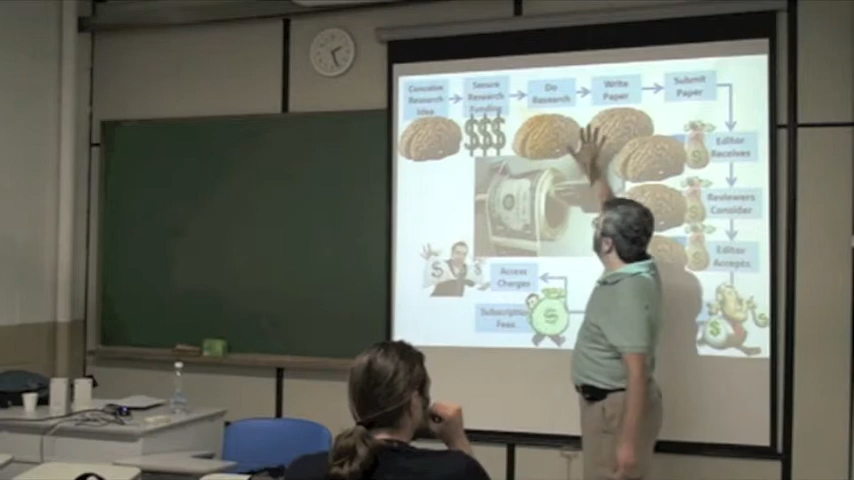 Conceive
Research
Idea
Secure
Research
Funding
Do
Research
Write
Paper
Submit
Paper
$$$
Editor
Receives
Reviewers
Consider
Editor
Accepts
Access
Charges
Subscription
Fees